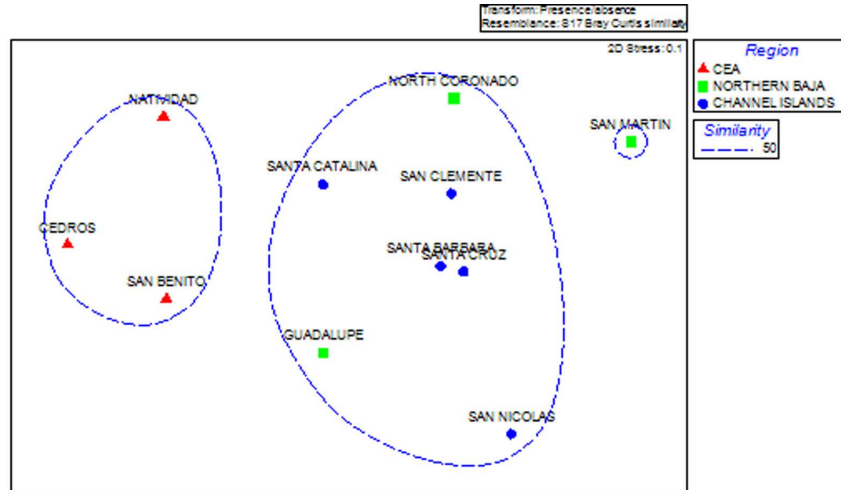 Transform: Presence/absence
Resemblance: S17 Bray Curtis similarity
2D Stress: 0.1
Region
CEA
NORTHERN BAJA
CHANNEL ISLANDS
Similarity
50
NORTH CORONADO
NATIVIDAD
SAN MARTIN
SANTA CATALINA
SAN CLEMENTE
CEDROS
SANTA BARBARA
SANTA CRUZ
SAN BENITO
GUADALUPE
SAN NICOLAS